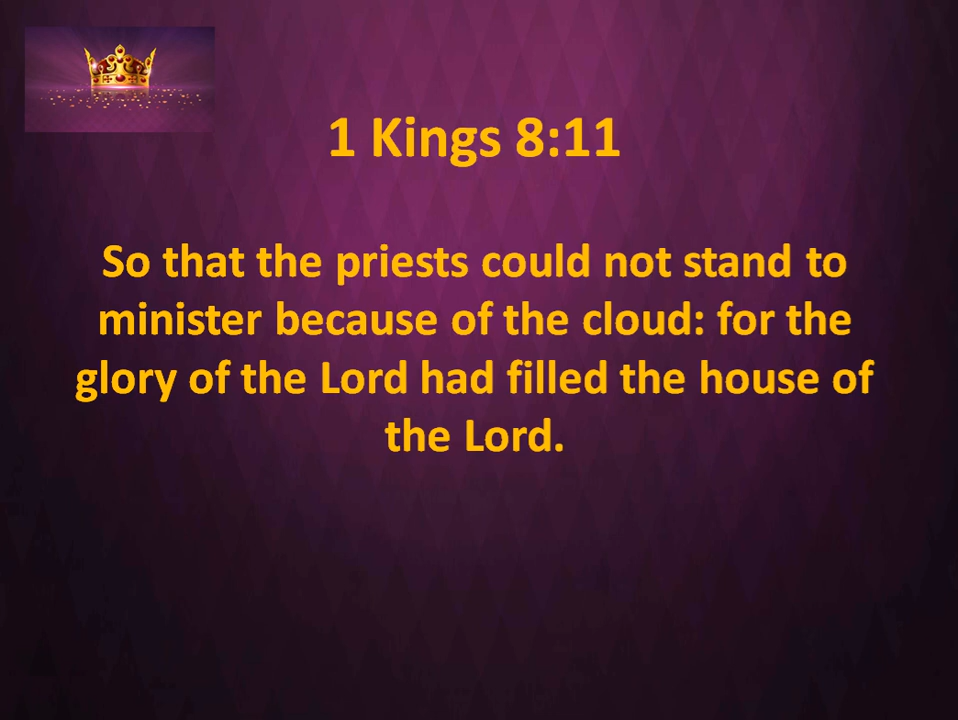 1 Kings 8:11
So that the priests could not stand to
minister because of the cloud: for the
glory of the Lord had filled the house of
the Lord.